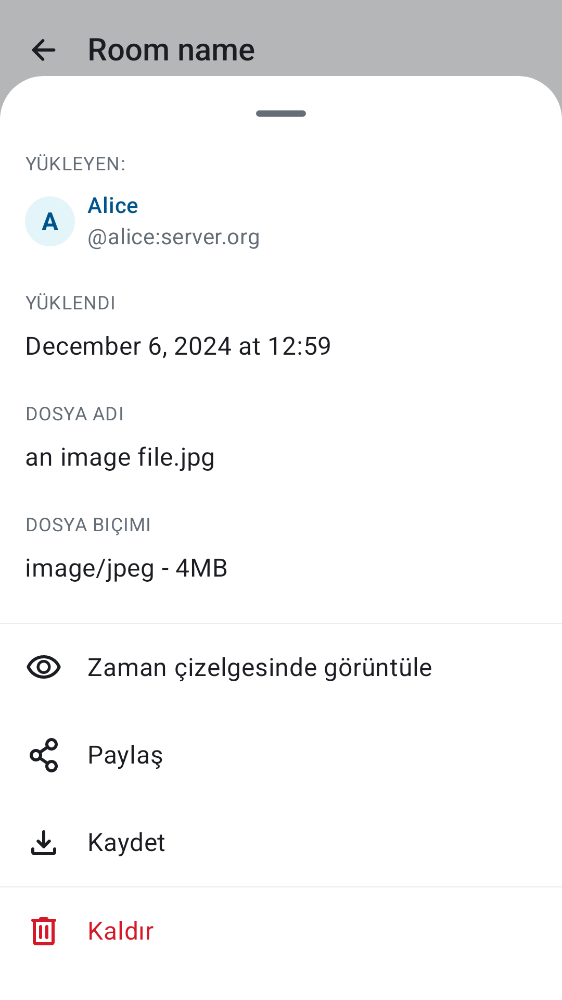 Room name
YÜKLEYEN:
A
Alice
@alice:server.org
YÜKLENDI
December 6, 2024 at 12:59
DOSYA ADI
an image file.jpg
DOSYA BIÇIMI
image/jpeg - 4MB
Zaman çizelgesinde görüntüle
Paylaş
Kaydet
Kaldır